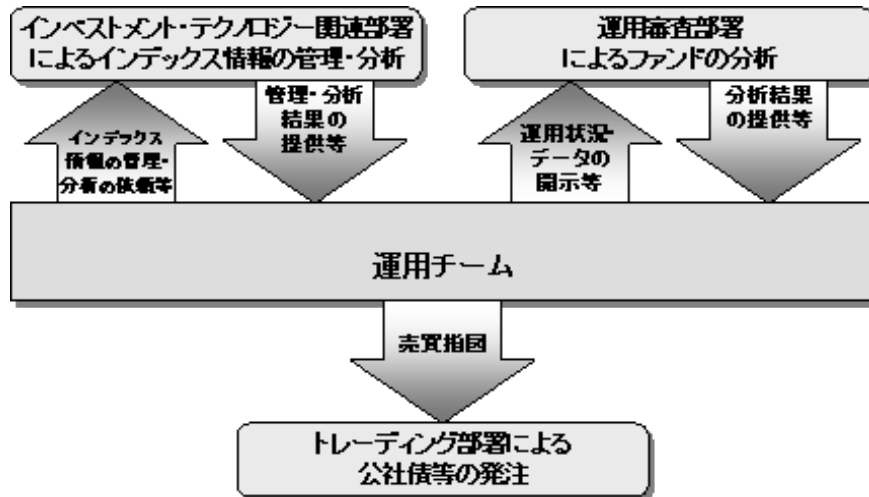 インベストメント・テクノロジー関連部署
によるインデックス情報の管理・分析
運用審査部署
によるファンドの分析
インデックス
情報の管理・
分析の依頼等
管理・分析
結果の
提供等
運用状況・
データの
開示等
分析結果
の提供等
運用チーム
売買指図
トレーディング部署による
公社債等の発注